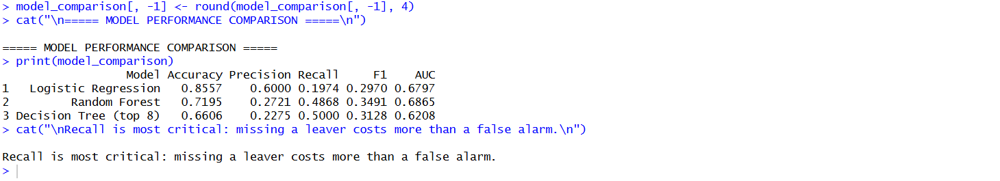 > model_comparison[, -1] <- round(model_comparison[, -1], 4)
> cat("\n===== MODEL PERFORMANCE COMPARISON =====\n")

===== MODEL PERFORMANCE COMPARISON =====
> print(model_comparison)
                  Model Accuracy Precision Recall     F1    AUC
1   Logistic Regression   0.8557    0.6000 0.1974 0.2970 0.6797
2         Random Forest   0.7195    0.2721 0.4868 0.3491 0.6865
3 Decision Tree (top 8)   0.6606    0.2275 0.5000 0.3128 0.6208
> cat("\nRecall is most critical: missing a leaver costs more than a false alarm.\n")

Recall is most critical: missing a leaver costs more than a false alarm.
>